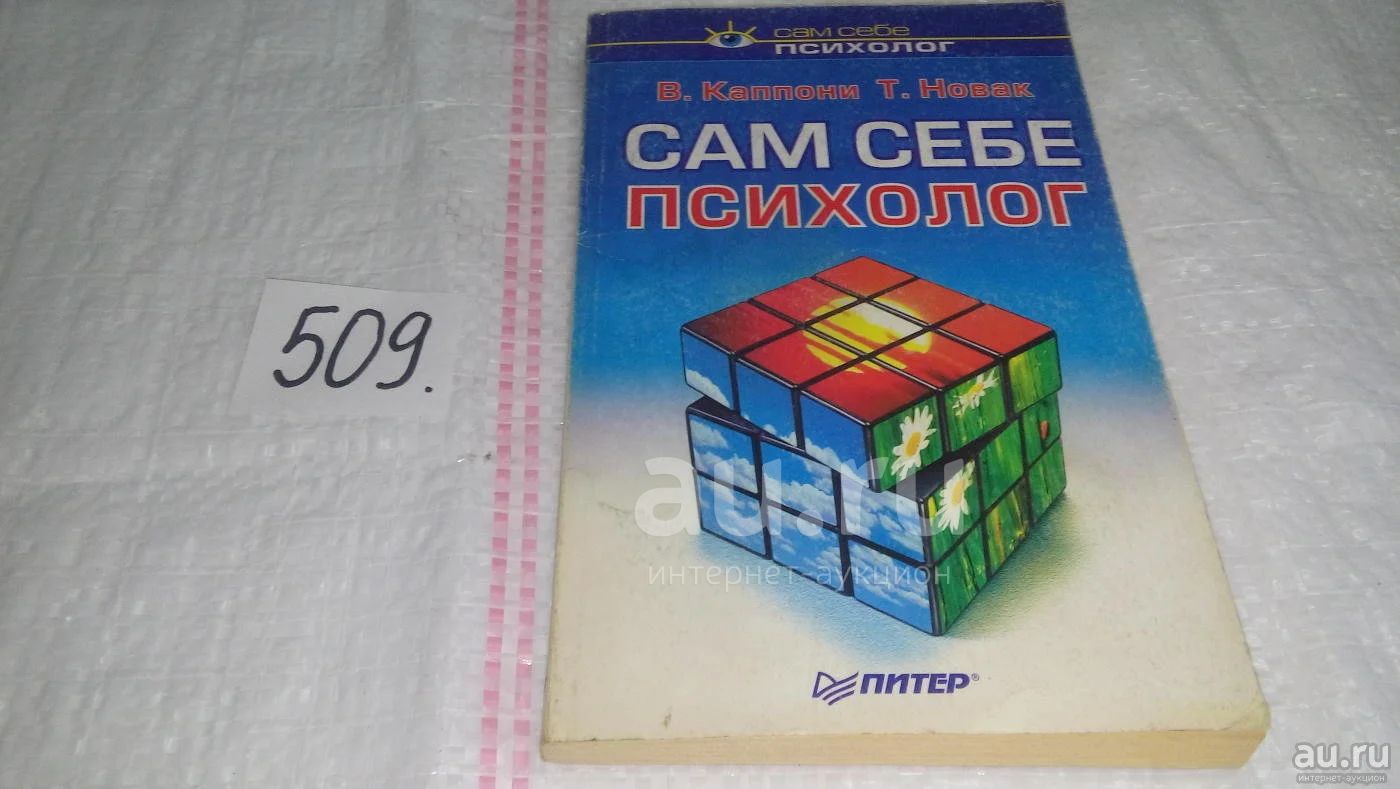 сам себе
психолог
В. Каппони Т. Новак
САМ СЕБЕ
ПСИХОЛОГ
509.
au.ru
интернет-аукцион
ПИТЕР®
au.ru
интернет-аукцион